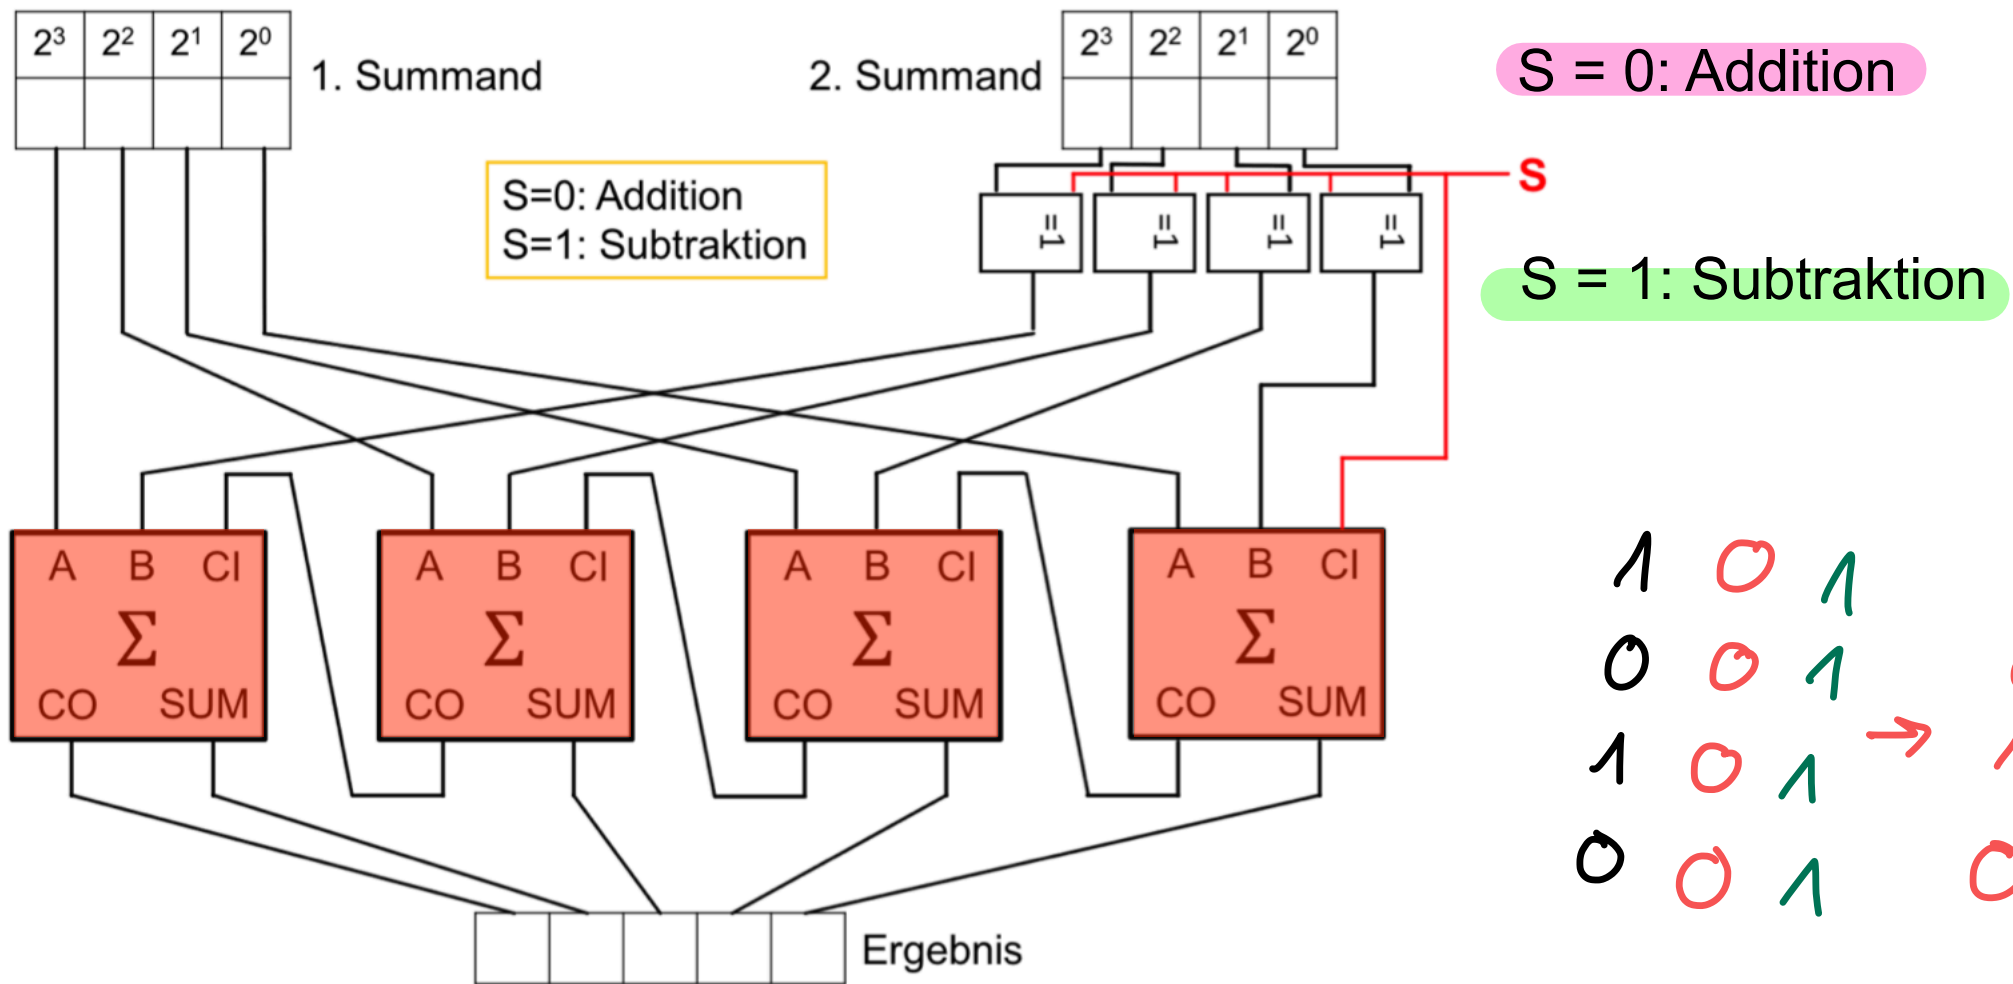 2³ 2² 2¹ 2⁰
1. Summand
2. Summand
2³ 2² 2¹ 2⁰
S = 0: Addition
S=0: Addition
S=1: Subtraktion
S
=1 =1 =1 =1
S = 1: Subtraktion
A B CI A B CI A B CI A B CI
Σ Σ Σ Σ
CO SUM CO SUM CO SUM CO SUM
1 0 1
0 0 1
1 0 1 →
0 0 1 0
Ergebnis